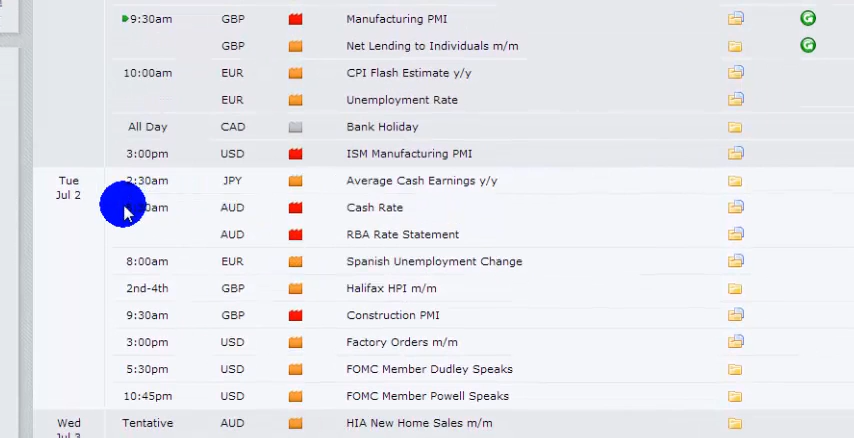 9:30am GBP Manufacturing PMI
GBP Net Lending to Individuals m/m
10:00am EUR CPI Flash Estimate y/y
EUR Unemployment Rate
All Day CAD Bank Holiday
3:00pm USD ISM Manufacturing PMI
Tue 2:30am JPY Average Cash Earnings y/y
Jul 2
AUD Cash Rate
AUD RBA Rate Statement
8:00am EUR Spanish Unemployment Change
2nd-4th GBP Halifax HPI m/m
9:30am GBP Construction PMI
3:00pm USD Factory Orders m/m
5:30pm USD FOMC Member Dudley Speaks
10:45pm USD FOMC Member Powell Speaks
Wed Tentative AUD HIA New Home Sales m/m
Jul 3